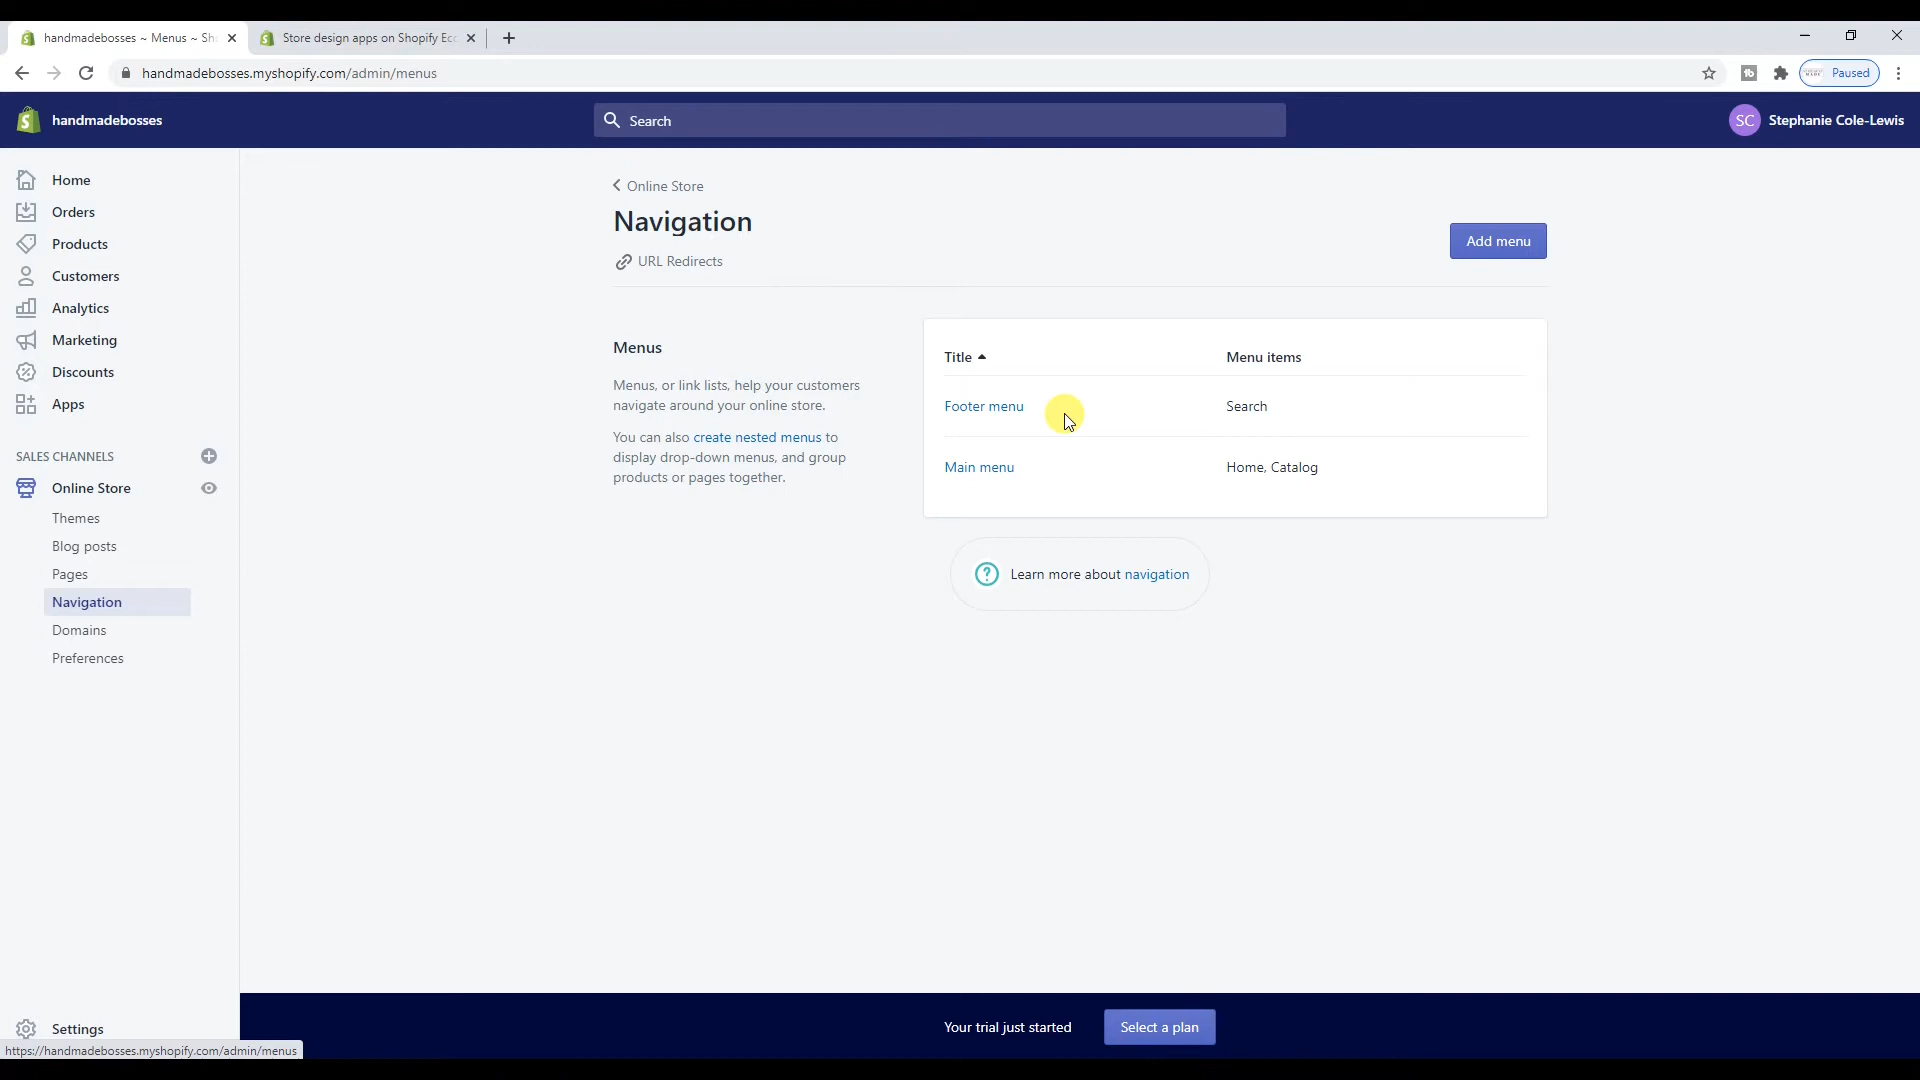 handmadebosses ~ Menus ~ Sh
Store design apps on Shopify Ecc
handmadebosses.myshopify.com/admin/menus
Paused
handmadebosses
Search
SC
Stephanie Cole-Lewis
Home
Orders
Products
Customers
Analytics
Marketing
Discounts
Apps
SALES CHANNELS
Online Store
Themes
Blog posts
Pages
Navigation
Domains
Preferences
Settings
https://handmadebosses.myshopify.com/admin/menus
Online Store
Navigation
URL Redirects
Add menu
Menus
Menus, or link lists, help your customers
navigate around your online store.
You can also create nested menus to
display drop-down menus, and group
products or pages together.
Title
Menu items
Footer menu
Search
Main menu
Home, Catalog
Learn more about navigation
Your trial just started
Select a plan